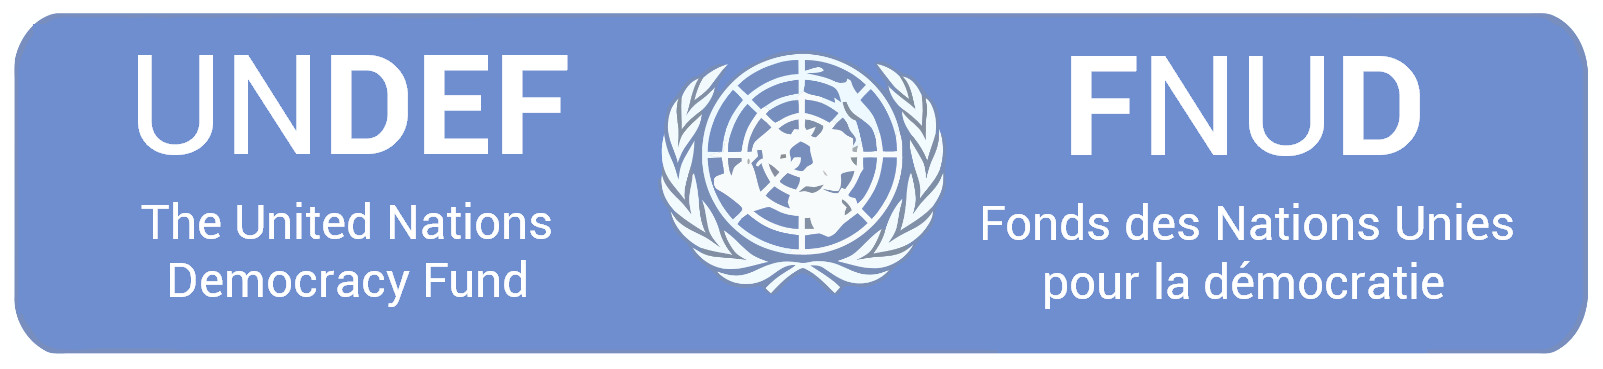 UNDEF
The United Nations
Democracy Fund
FNUD
Fonds des Nations Unies
pour la démocratie